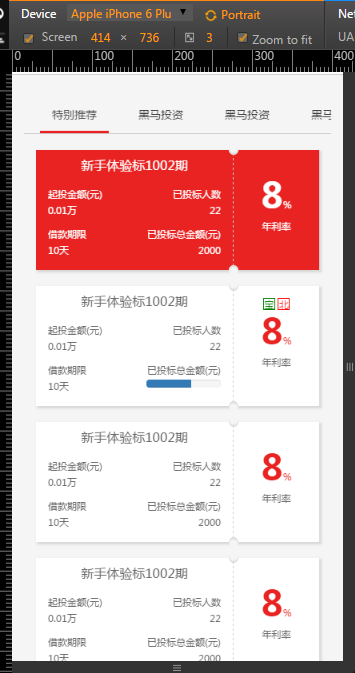 Device Apple iPhone 6 Plu Portrait Net
Screen 414 × 736 3 Zoom to fit UA
0 100 200 300 400
特别推荐 黑马投资 黑马投资 黑马
新手体验标1002期
起投金额(元) 已投标人数
0.01万 22
借款期限 已投标总金额(元)
10天 2000
8%
年利率
新手体验标1002期
起投金额(元) 已投标人数
0.01万 22
借款期限 已投标总金额(元)
10天
宝 北
8%
年利率
新手体验标1002期
起投金额(元) 已投标人数
0.01万 22
借款期限 已投标总金额(元)
10天 2000
8%
年利率
新手体验标1002期
起投金额(元) 已投标人数
0.01万 22
借款期限 已投标总金额(元)
10天 2000
8%
年利率